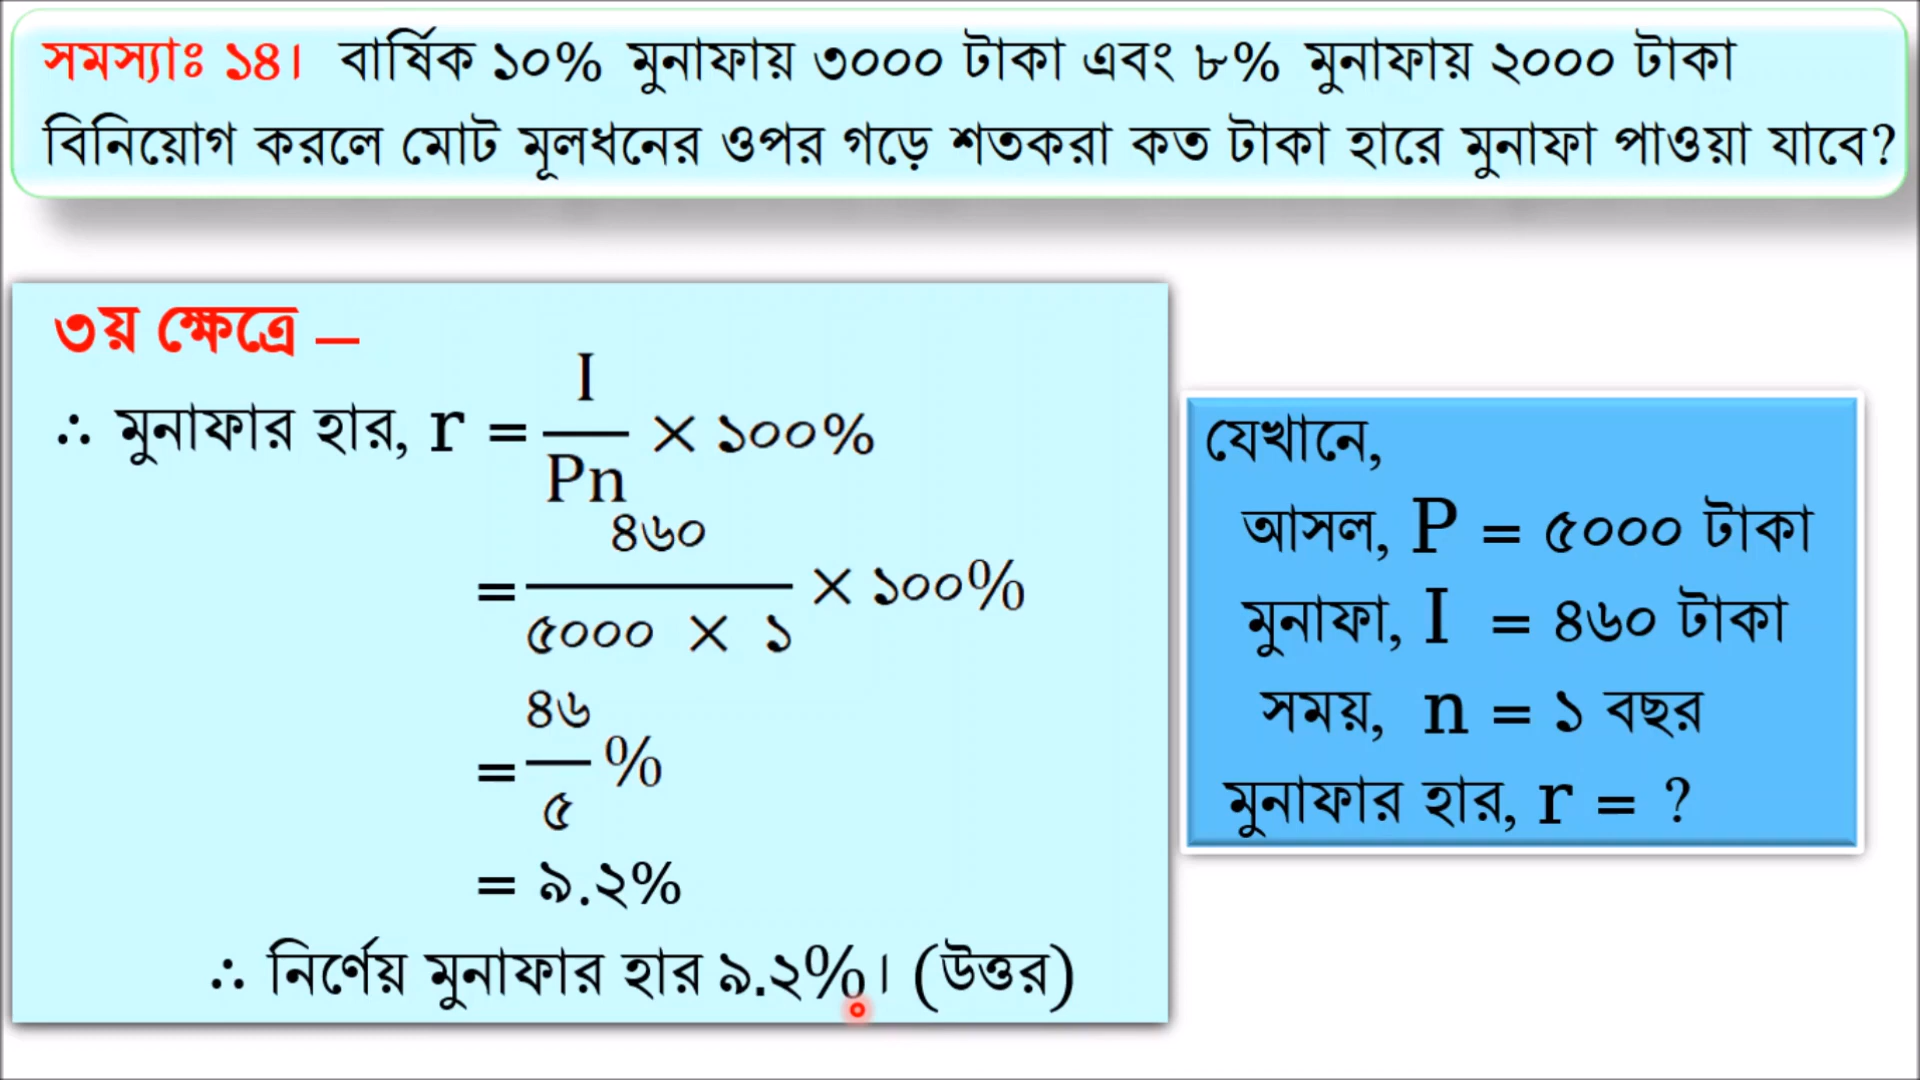 সমস্যাঃ ১৪। বার্ষিক ১০% মুনাফায় ৩০০০ টাকা এবং ৮% মুনাফায় ২০০০ টাকা
বিনিয়োগ করলে মোট মূলধনের ওপর গড়ে শতকরা কত টাকা হারে মুনাফা পাওয়া যাবে?
৩য় ক্ষেত্রে –
∴ মুনাফার হার, r = I/Pn × ১০০%
= ৪৬০/৫০০০ × ১ × ১০০%
= ৪৬/৫ %
= ৯.২%
∴ নির্ণেয় মুনাফার হার ৯.২%। (উত্তর)
যেখানে,
আসল, P = ৫০০০ টাকা
মুনাফা, I = ৪৬০ টাকা
সময়, n = ১ বছর
মুনাফার হার, r = ?